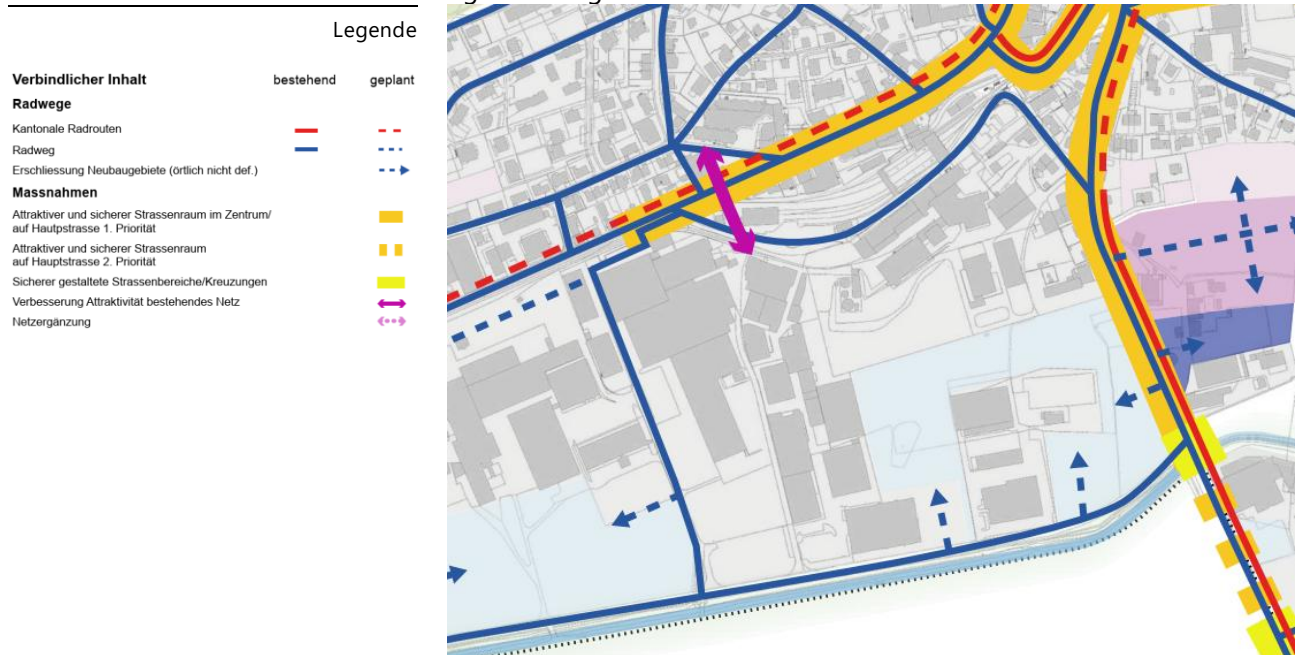 Legende
Verbindlicher Inhalt bestehend geplant
Radwege
Kantonale Radrouten
Radweg
Erschliessung Neubaugebiete (örtlich nicht def.)
Massnahmen
Attraktiver und sicherer Strassenraum im Zentrum/
auf Hautpstrasse 1. Priorität
Attraktiver und sicherer Strassenraum
auf Hauptstrasse 2. Priorität
Sicherer gestaltete Strassenbereiche/Kreuzungen
Verbesserung Attraktivität bestehendes Netz
Netzergänzung